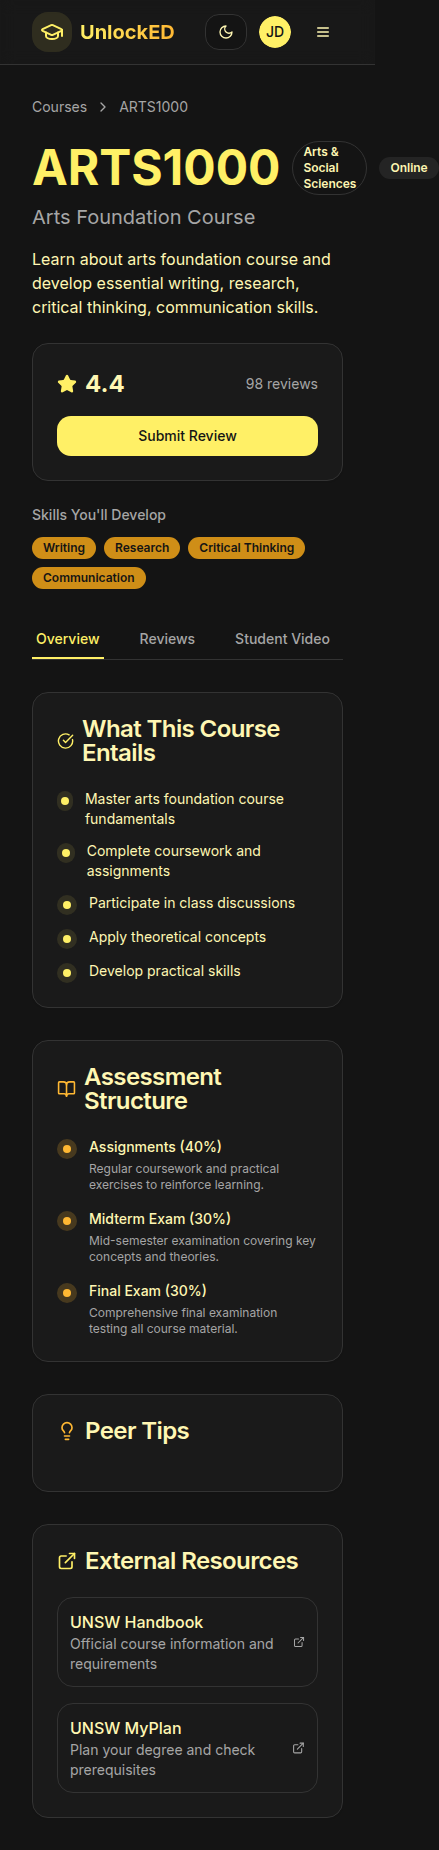 UnlockED
JD
Courses > ARTS1000
ARTS1000
Arts &
Social
Sciences
Online
Arts Foundation Course
Learn about arts foundation course and
develop essential writing, research,
critical thinking, communication skills.
4.4
98 reviews
Submit Review
Skills You'll Develop
Writing
Research
Critical Thinking
Communication
Overview
Reviews
Student Video
What This Course
Entails
Master arts foundation course
fundamentals
Complete coursework and
assignments
Participate in class discussions
Apply theoretical concepts
Develop practical skills
Assessment
Structure
Assignments (40%)
Regular coursework and practical
exercises to reinforce learning.
Midterm Exam (30%)
Mid-semester examination covering key
concepts and theories.
Final Exam (30%)
Comprehensive final examination
testing all course material.
Peer Tips
External Resources
UNSW Handbook
Official course information and
requirements
UNSW MyPlan
Plan your degree and check
prerequisites